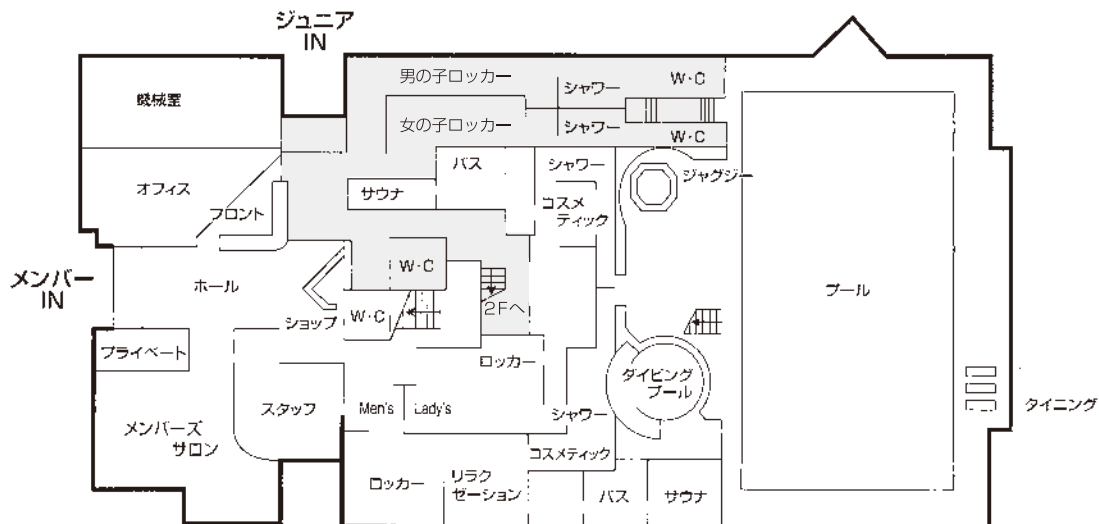 ジュニア
IN
機械室
男の子ロッカー
シャワー
W・C
女の子ロッカー
シャワー
W・C
オフィス
フロント
サウナ
バス
シャワー
コスメ
ティック
ジャグジー
メンバー
IN
ホール
W・C
2Fへ
プール
ショップ
W・C
プライベート
ロッカー
ダイビング
プール
スタッフ
Men's
Lady's
シャワー
タイニング
メンバーズ
サロン
コスメティック
ロッカー
リラク
ゼーション
バス
サウナ